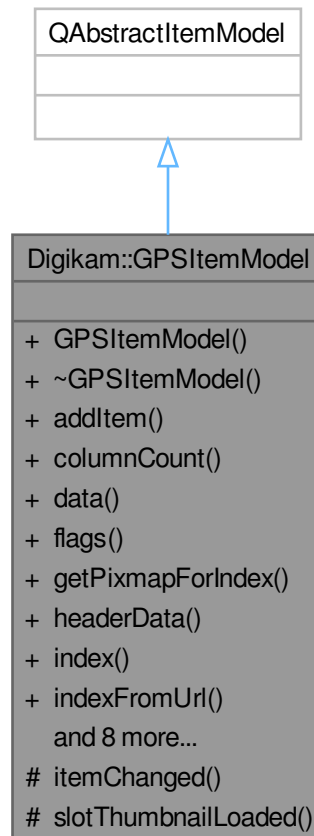 QAbstractItemModel
Digikam::GPSItemModel
+ GPSItemModel()
+ ~GPSItemModel()
+ addItem()
+ columnCount()
+ data()
+ flags()
+ getPixmapForIndex()
+ headerData()
+ index()
+ indexFromUrl()
and 8 more...
# itemChanged()
# slotThumbnailLoaded()